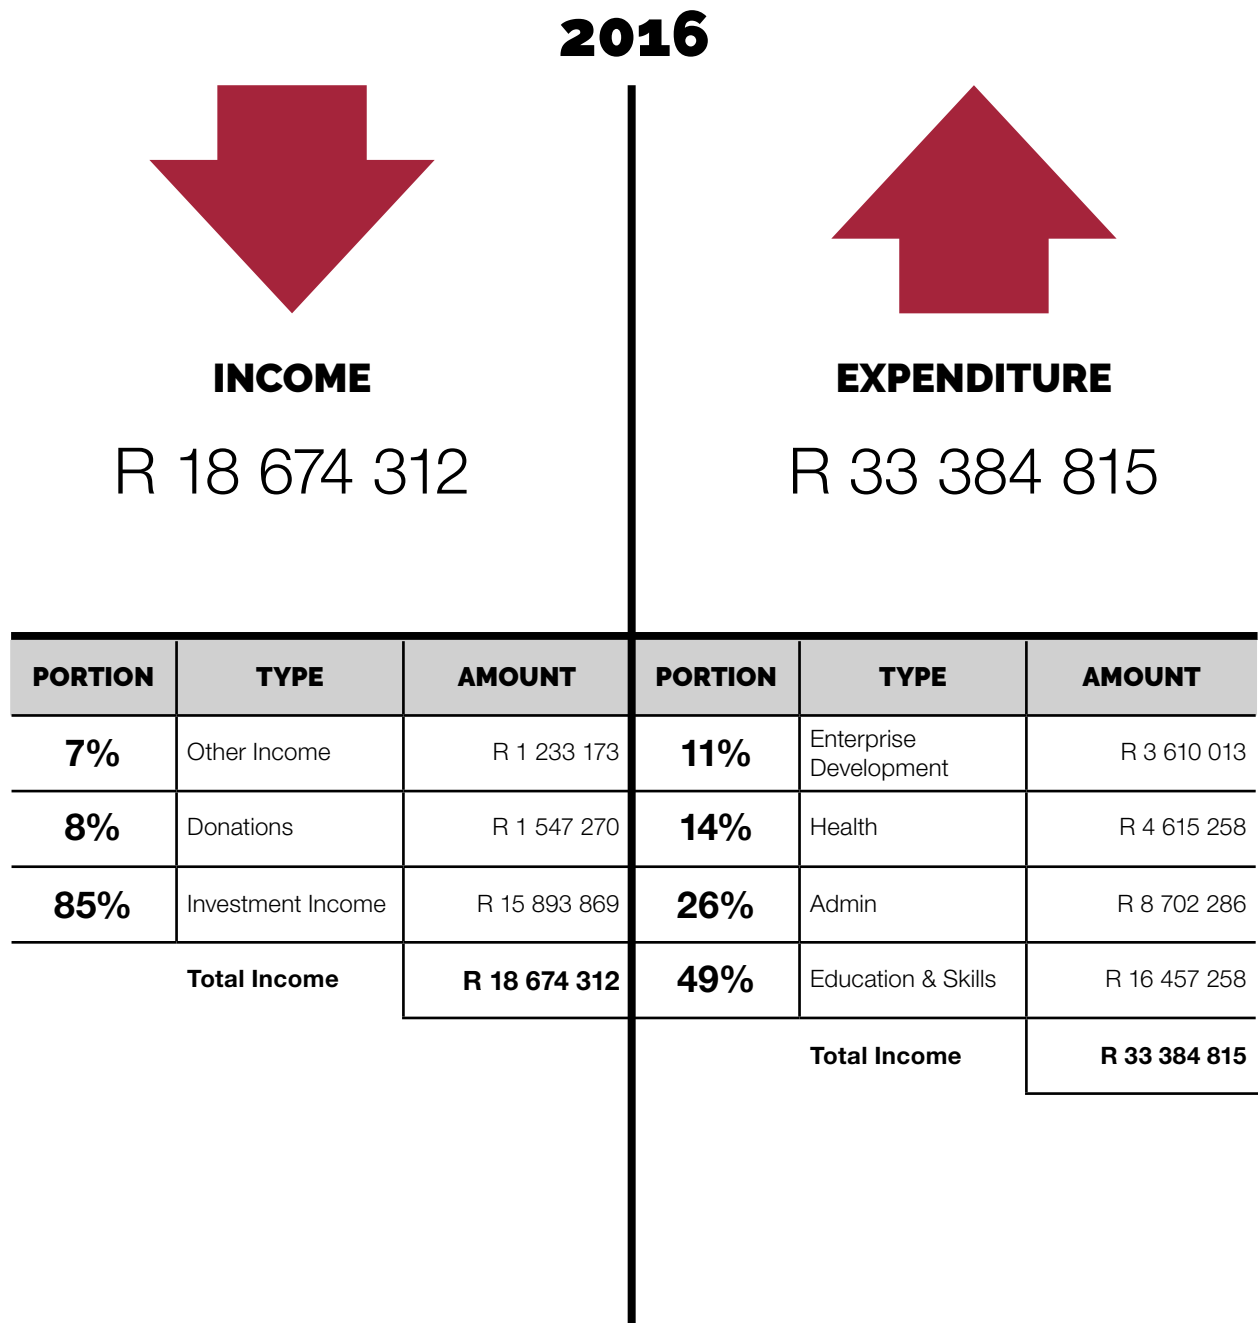 2016
INCOME
R 18 674 312
EXPENDITURE
R 33 384 815
PORTION TYPE AMOUNT
7% Other Income R 1 233 173
8% Donations R 1 547 270
85% Investment Income R 15 893 869
Total Income R 18 674 312
PORTION TYPE AMOUNT
11% Enterprise
Development R 3 610 013
14% Health R 4 615 258
26% Admin R 8 702 286
49% Education & Skills R 16 457 258
Total Income R 33 384 815